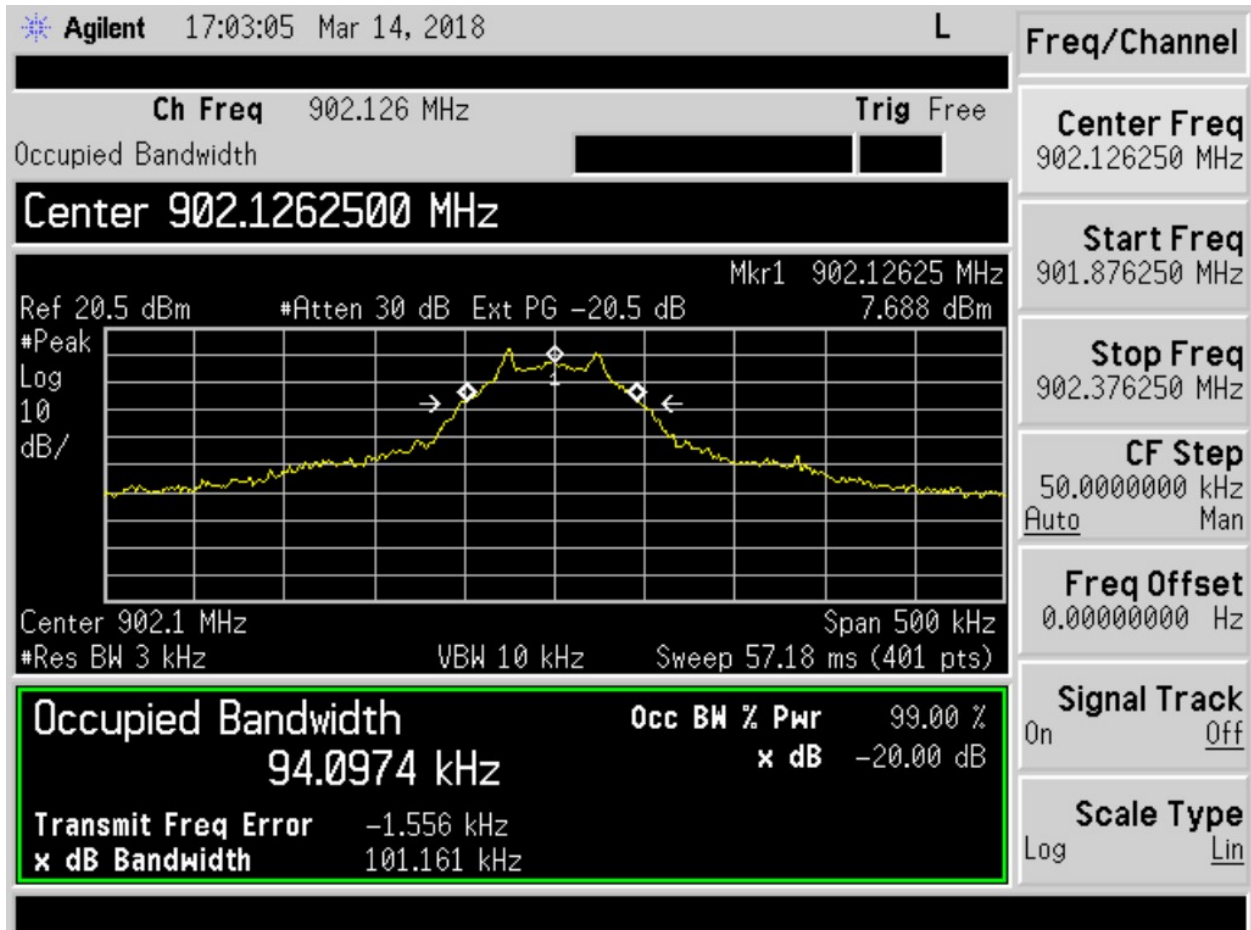 Agilent 17:03:05 Mar 14, 2018 L
Ch Freq 902.126 MHz Trig Free
Occupied Bandwidth
Center 902.1262500 MHz
Mkr1 902.12625 MHz
Ref 20.5 dBm #Atten 30 dB Ext PG -20.5 dB 7.688 dBm
#Peak
Log
10
dB/
1
Center 902.1 MHz Span 500 kHz
#Res BW 3 kHz VBW 10 kHz Sweep 57.18 ms (401 pts)
Occupied Bandwidth Occ BW % Pwr 99.00 %
94.0974 kHz x dB -20.00 dB
Transmit Freq Error -1.556 kHz
x dB Bandwidth 101.161 kHz
Freq/Channel
Center Freq
902.126250 MHz
Start Freq
901.876250 MHz
Stop Freq
902.376250 MHz
CF Step
50.0000000 kHz
Auto Man
Freq Offset
0.00000000 Hz
Signal Track
On Off
Scale Type
Log Lin